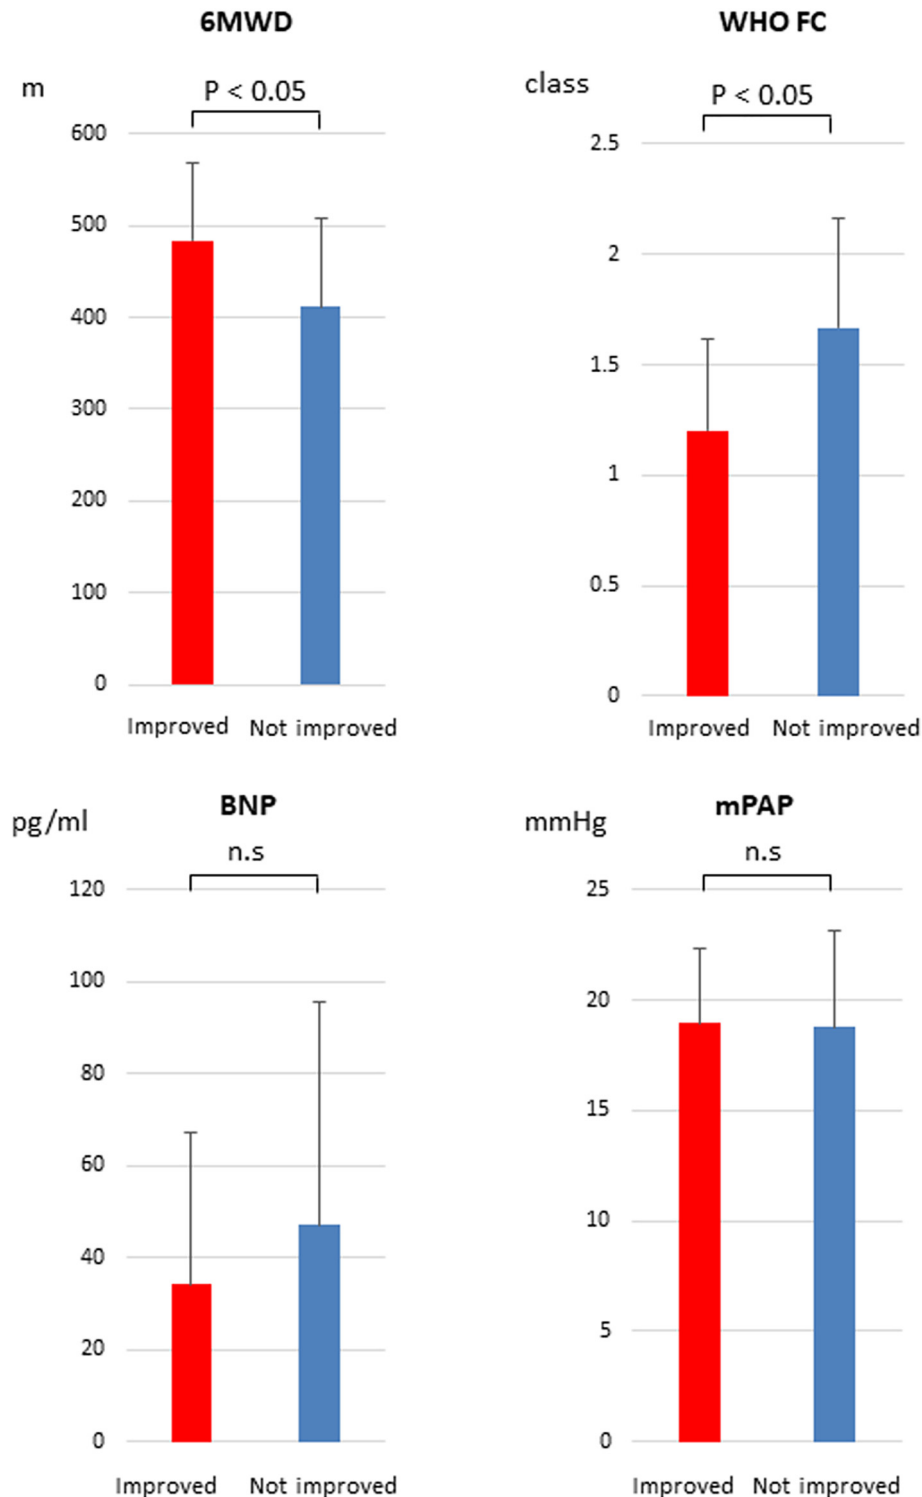 6MWD
m
P < 0.05
600
500
400
300
200
100
0
Improved Not improved
WHO FC
class
P < 0.05
2.5
2
1.5
1
0.5
0
Improved Not improved
BNP
pg/ml
n.s
120
100
80
60
40
20
0
Improved Not improved
mPAP
mmHg
n.s
25
20
15
10
5
0
Improved Not improved